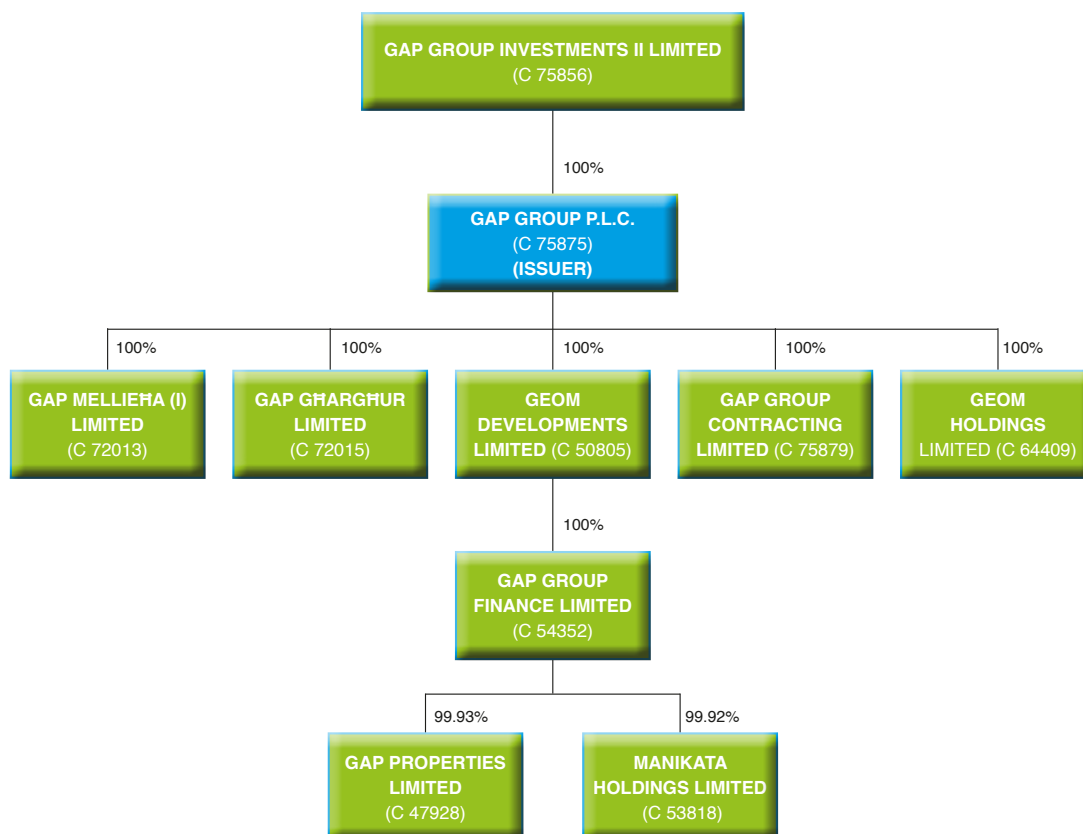 GAP GROUP INVESTMENTS II LIMITED
(C 75856)
100%
GAP GROUP P.L.C.
(C 75875)
(ISSUER)
100%
100%
100%
100%
100%
GAP MELLIEĦA (I)
LIMITED
(C 72013)
GAP GĦARGĦUR
LIMITED
(C 72015)
GEOM
DEVELOPMENTS
LIMITED (C 50805)
GAP GROUP
CONTRACTING
LIMITED (C 75879)
GEOM
HOLDINGS
LIMITED (C 64409)
100%
GAP GROUP
FINANCE LIMITED
(C 54352)
99.93%
99.92%
GAP PROPERTIES
LIMITED
(C 47928)
MANIKATA
HOLDINGS LIMITED
(C 53818)